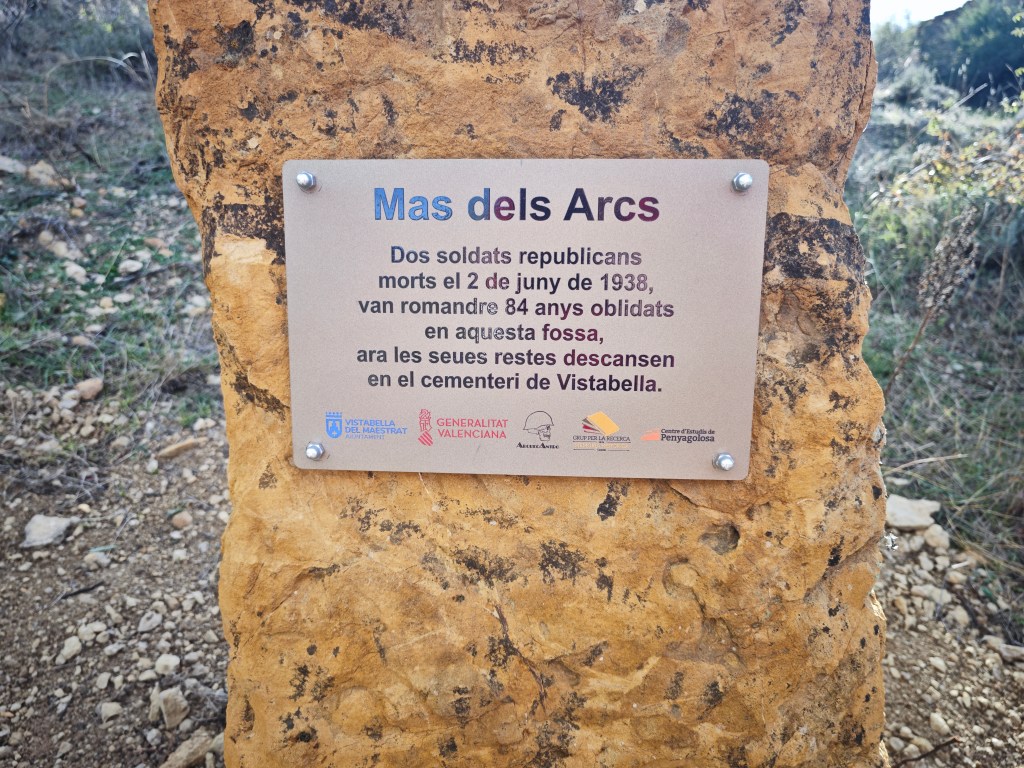 Mas dels Arcs
Dos soldats republicans
morts el 2 de juny de 1938,
van romandre 84 anys oblidats
en aquesta fossa,
ara les seues restes descansen
en el cementeri de Vistabella.
VISTABELLA
DEL MAESTRAT
AJUNTAMENT
GENERALITAT
VALENCIANA
ArqueoAntro
GRUP PER LA RECERCA
Centre d'Estudis de
Penyagolosa